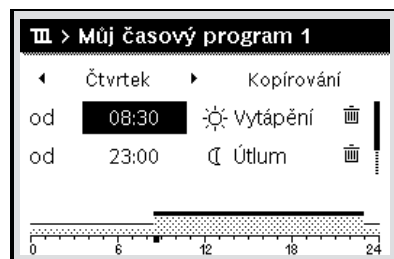 > Můj časový program 1
Čtvrtek Kopírování
od 08:30 Vytápění
od 23:00 Útlum
0 6 12 18 24